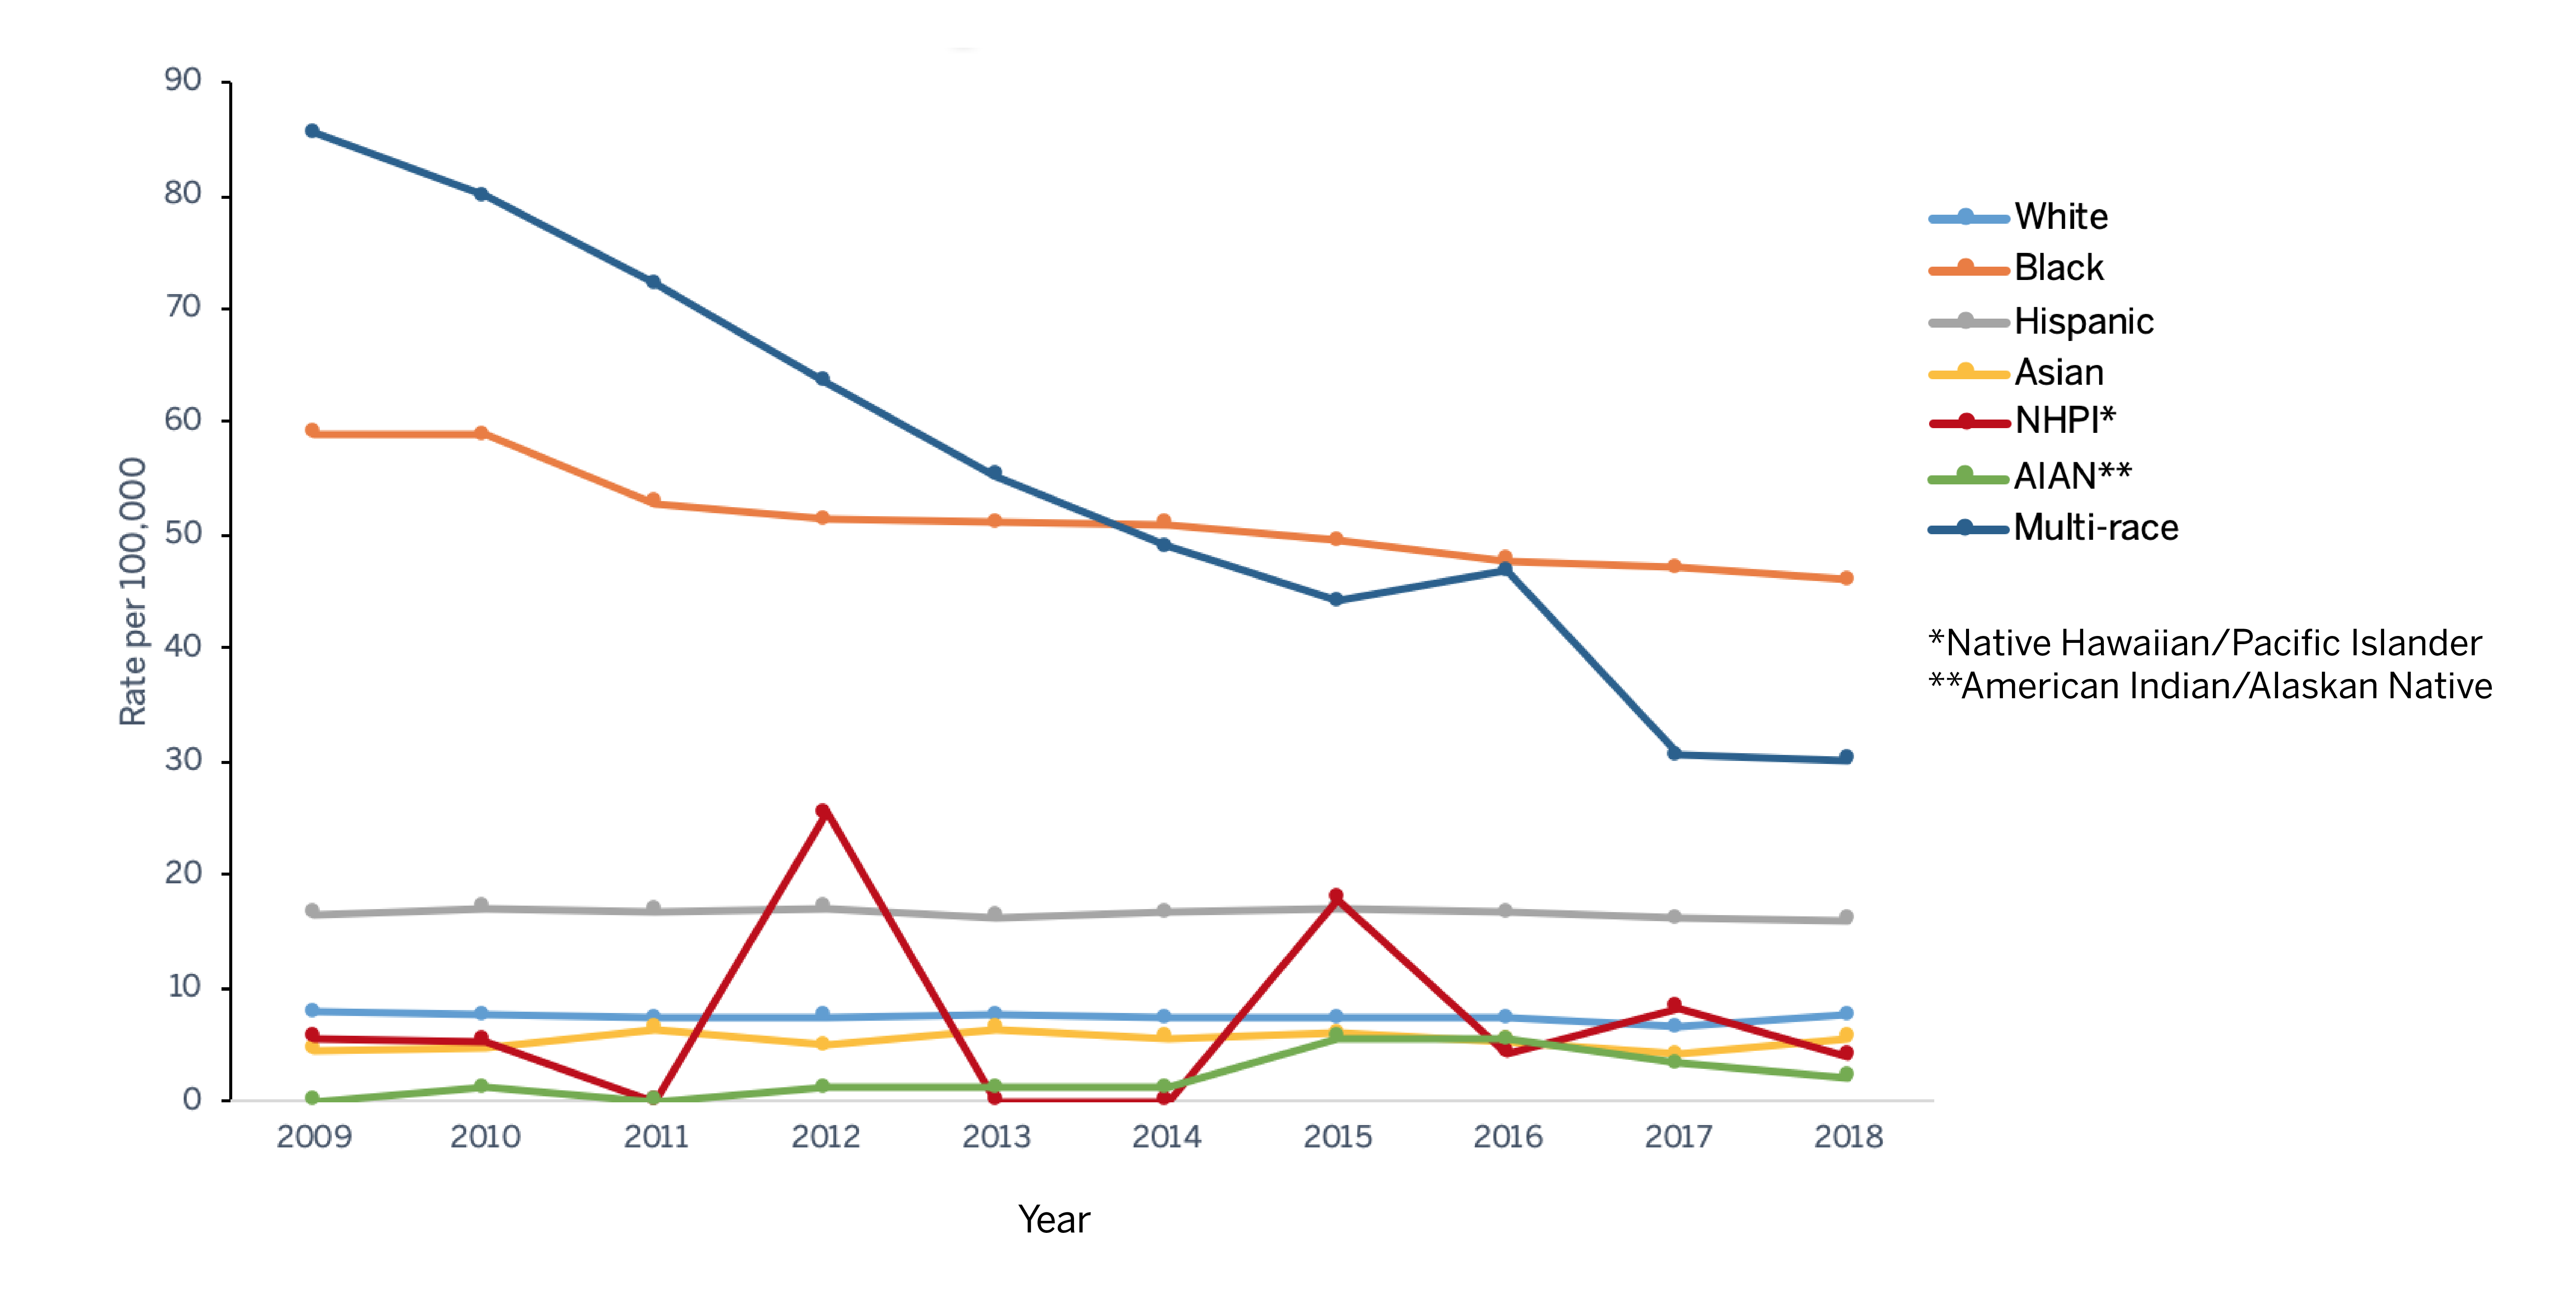 90
80
70
60
50
40
30
20
10
0
Rate per 100,000
2009 2010 2011 2012 2013 2014 2015 2016 2017 2018
Year
White
Black
Hispanic
Asian
NHPI*
AIAN**
Multi-race
*Native Hawaiian/Pacific Islander
**American Indian/Alaskan Native